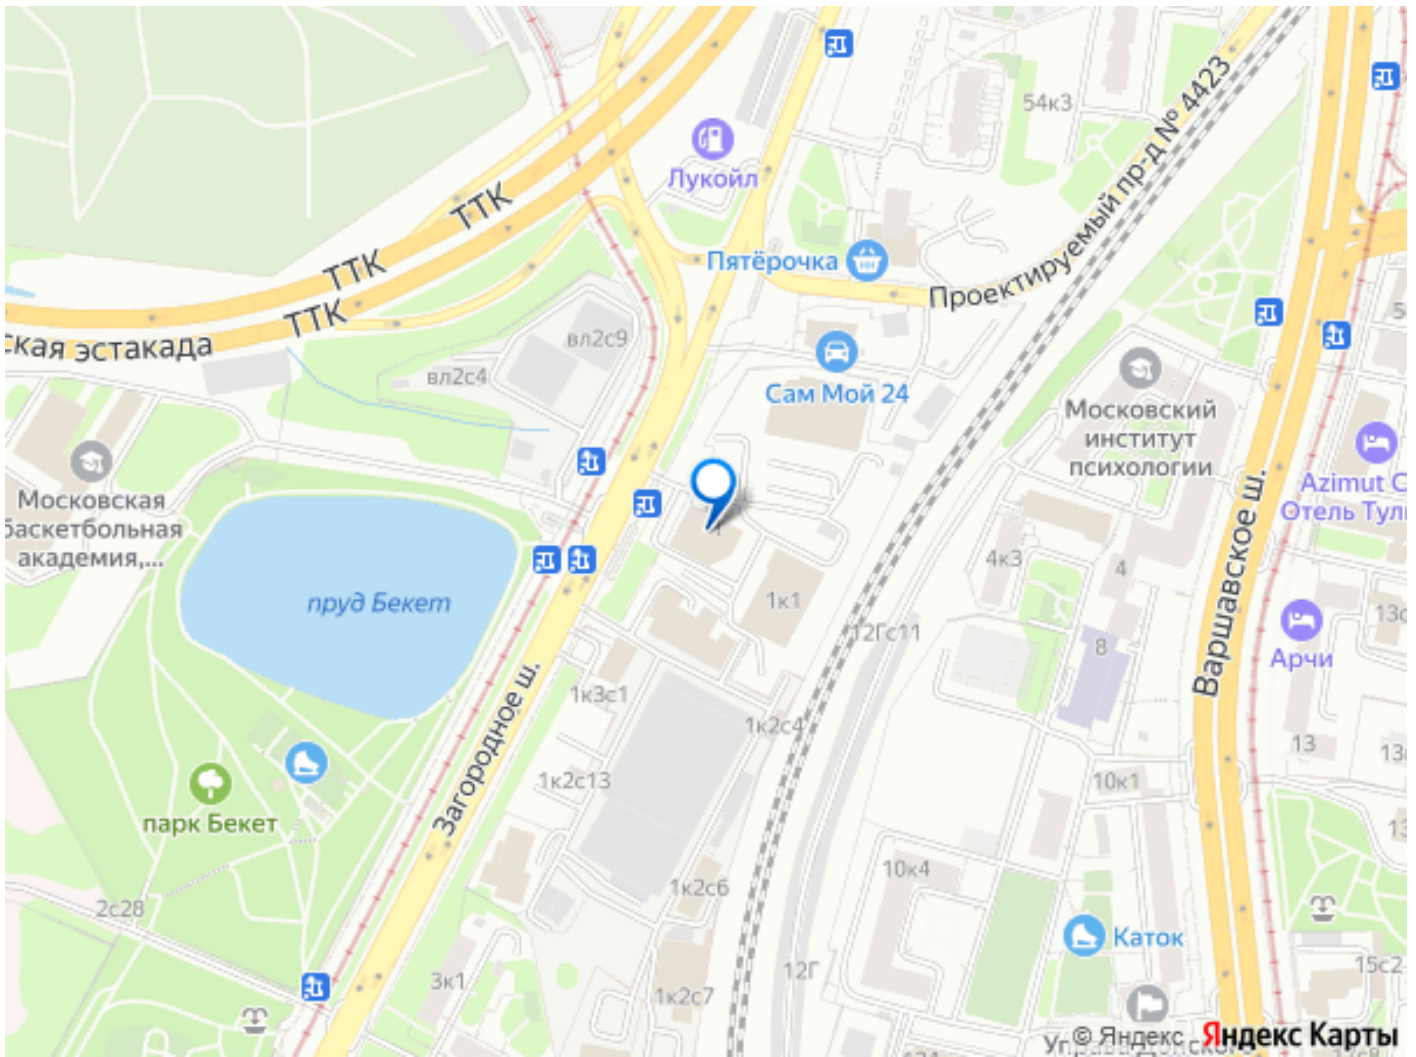 54к3
Проектируемый пр-д № 4423
Лукойл
ТТК
Пятёрочка
ТТК
ТТК
ская эстакада
вл2с9
вл2с4
Сам Мой 24
Московский
институт
психологии
Azimut С
Отель Тул
Московская
баскетбольная
академия,...
пруд Бекет
4к3
4
1к1
12Гс11
8
Варшавское ш.
Арчи
13с
1к3с1
1к2с4
13
Загородное ш.
1к2с13
10к1
парк Бекет
10к4
1к2с6
2с28
Каток
3к1
12Г
15с2
1к2с7
© Яндекс
Яндекс Карты